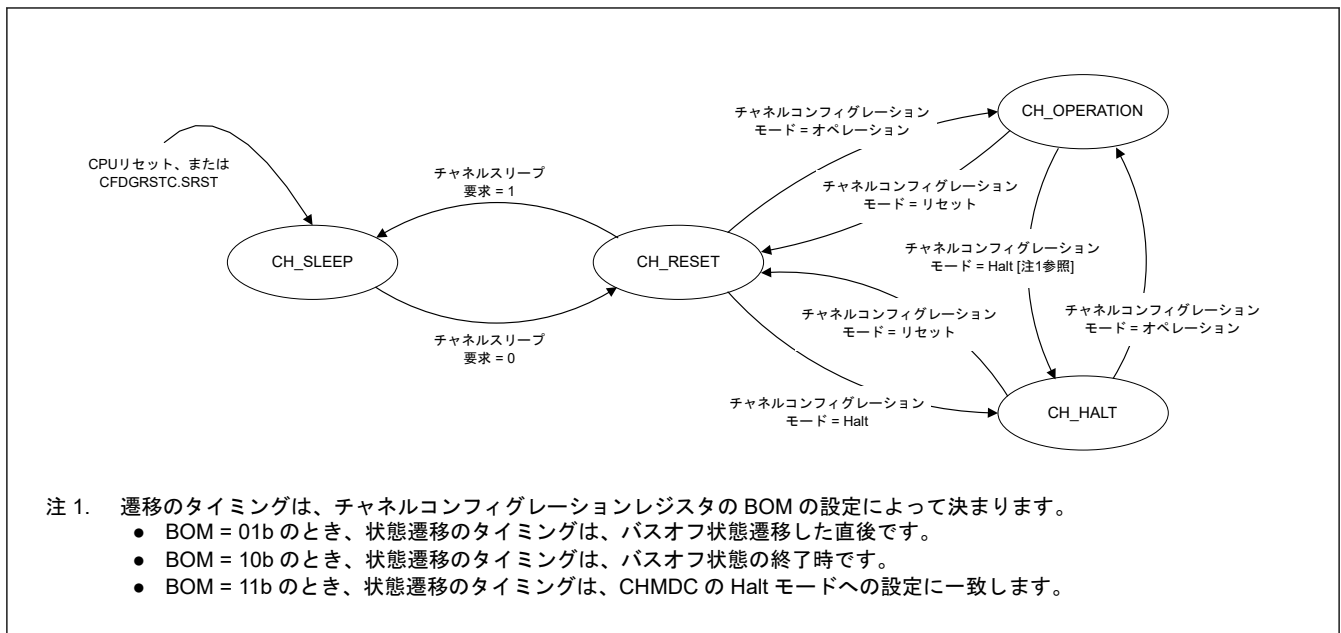 チャネルコンフィグレーション
モード = オペレーション
CH_OPERATION
CPUリセット、または
CFDGRSTC.SRST
チャネルスリープ
要求 = 1
チャネルコンフィグレーション
モード = リセット
CH_SLEEP
CH_RESET
チャネルコンフィグレーション
モード = Halt [注1参照]
チャネルコンフィグレーション
モード = リセット
チャネルコンフィグレーション
モード = オペレーション
チャネルスリープ
要求 = 0
チャネルコンフィグレーション
モード = Halt
CH_HALT
注 1. 遷移のタイミングは、チャネルコンフィグレーションレジスタの BOM の設定によって決まります。
● BOM = 01b のとき、状態遷移のタイミングは、バスオフ状態遷移した直後です。
● BOM = 10b のとき、状態遷移のタイミングは、バスオフ状態の終了時です。
● BOM = 11b のとき、状態遷移のタイミングは、CHMDC の Halt モードへの設定に一致します。